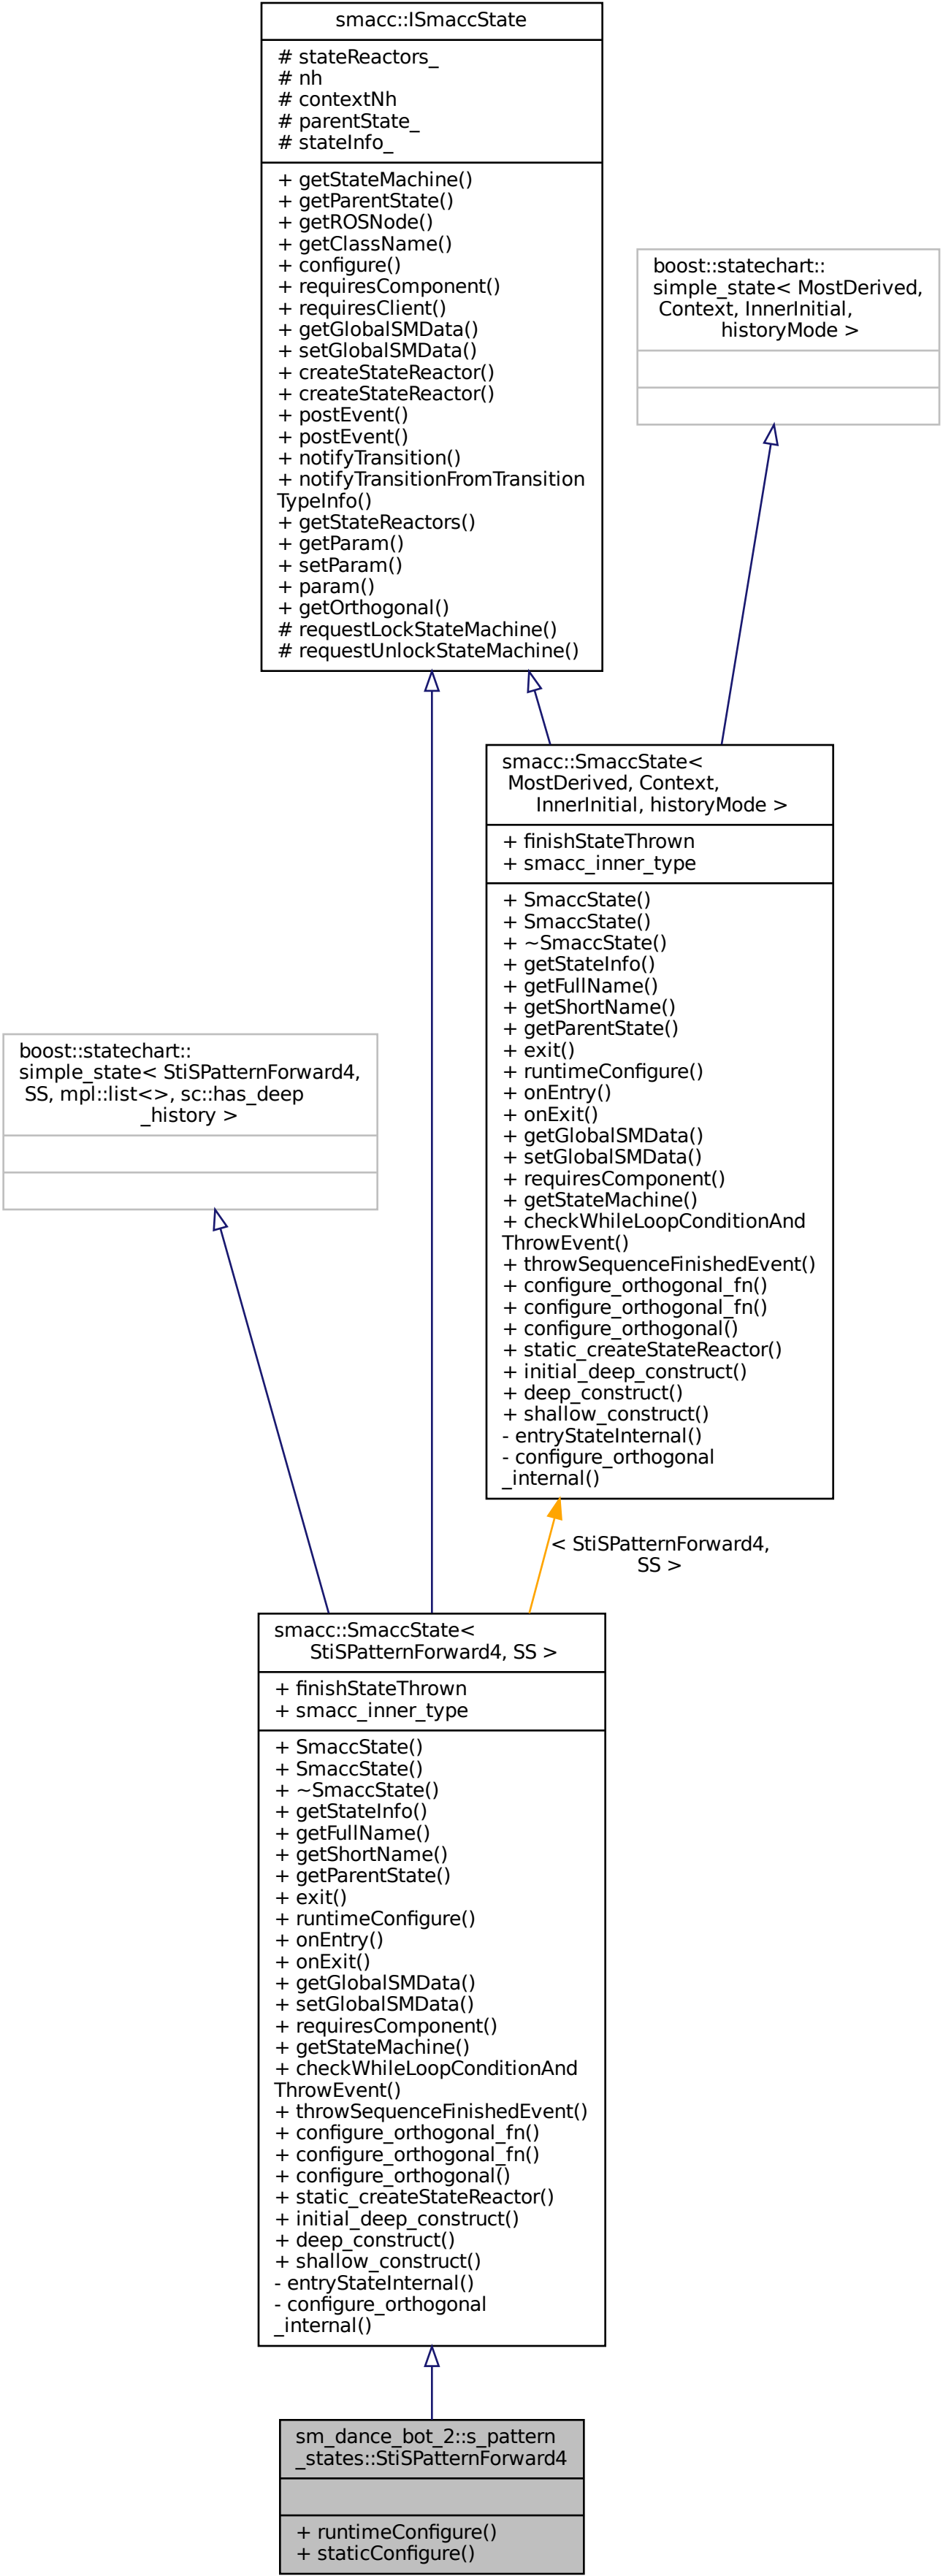 smacc::ISmaccState
# stateReactors_
# nh
# contextNh
# parentState_
# stateInfo_
+ getStateMachine()
+ getParentState()
+ getROSNode()
+ getClassName()
+ configure()
+ requiresComponent()
+ requiresClient()
+ getGlobalSMData()
+ setGlobalSMData()
+ createStateReactor()
+ createStateReactor()
+ postEvent()
+ postEvent()
+ notifyTransition()
+ notifyTransitionFromTransition
TypeInfo()
+ getStateReactors()
+ getParam()
+ setParam()
+ param()
+ getOrthogonal()
# requestLockStateMachine()
# requestUnlockStateMachine()
boost::statechart::
simple_state< MostDerived,
Context, InnerInitial,
historyMode >
smacc::SmaccState<
MostDerived, Context,
InnerInitial, historyMode >
+ finishStateThrown
+ smacc_inner_type
+ SmaccState()
+ SmaccState()
+ ~SmaccState()
+ getStateInfo()
+ getFullName()
+ getShortName()
+ getParentState()
+ exit()
+ runtimeConfigure()
+ onEntry()
+ onExit()
+ getGlobalSMData()
+ setGlobalSMData()
+ requiresComponent()
+ getStateMachine()
+ checkWhileLoopConditionAnd
ThrowEvent()
+ throwSequenceFinishedEvent()
+ configure_orthogonal_fn()
+ configure_orthogonal_fn()
+ configure_orthogonal()
+ static_createStateReactor()
+ initial_deep_construct()
+ deep_construct()
+ shallow_construct()
- entryStateInternal()
- configure_orthogonal
_internal()
boost::statechart::
simple_state< StiSPatternForward4,
SS, mpl::list<>, sc::has_deep
_history >
< StiSPatternForward4,
SS >
smacc::SmaccState<
StiSPatternForward4, SS >
+ finishStateThrown
+ smacc_inner_type
+ SmaccState()
+ SmaccState()
+ ~SmaccState()
+ getStateInfo()
+ getFullName()
+ getShortName()
+ getParentState()
+ exit()
+ runtimeConfigure()
+ onEntry()
+ onExit()
+ getGlobalSMData()
+ setGlobalSMData()
+ requiresComponent()
+ getStateMachine()
+ checkWhileLoopConditionAnd
ThrowEvent()
+ throwSequenceFinishedEvent()
+ configure_orthogonal_fn()
+ configure_orthogonal_fn()
+ configure_orthogonal()
+ static_createStateReactor()
+ initial_deep_construct()
+ deep_construct()
+ shallow_construct()
- entryStateInternal()
- configure_orthogonal
_internal()
sm_dance_bot_2::s_pattern
_states::StiSPatternForward4
+ runtimeConfigure()
+ staticConfigure()